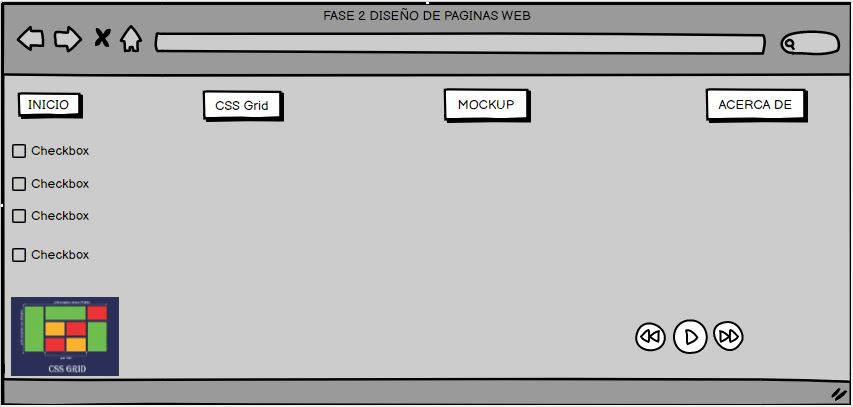 FASE 2 DISEÑO DE PAGINAS WEB
INICIO
CSS Grid
MOCKUP
ACERCA DE
Checkbox
Checkbox
Checkbox
Checkbox
CSS GRID